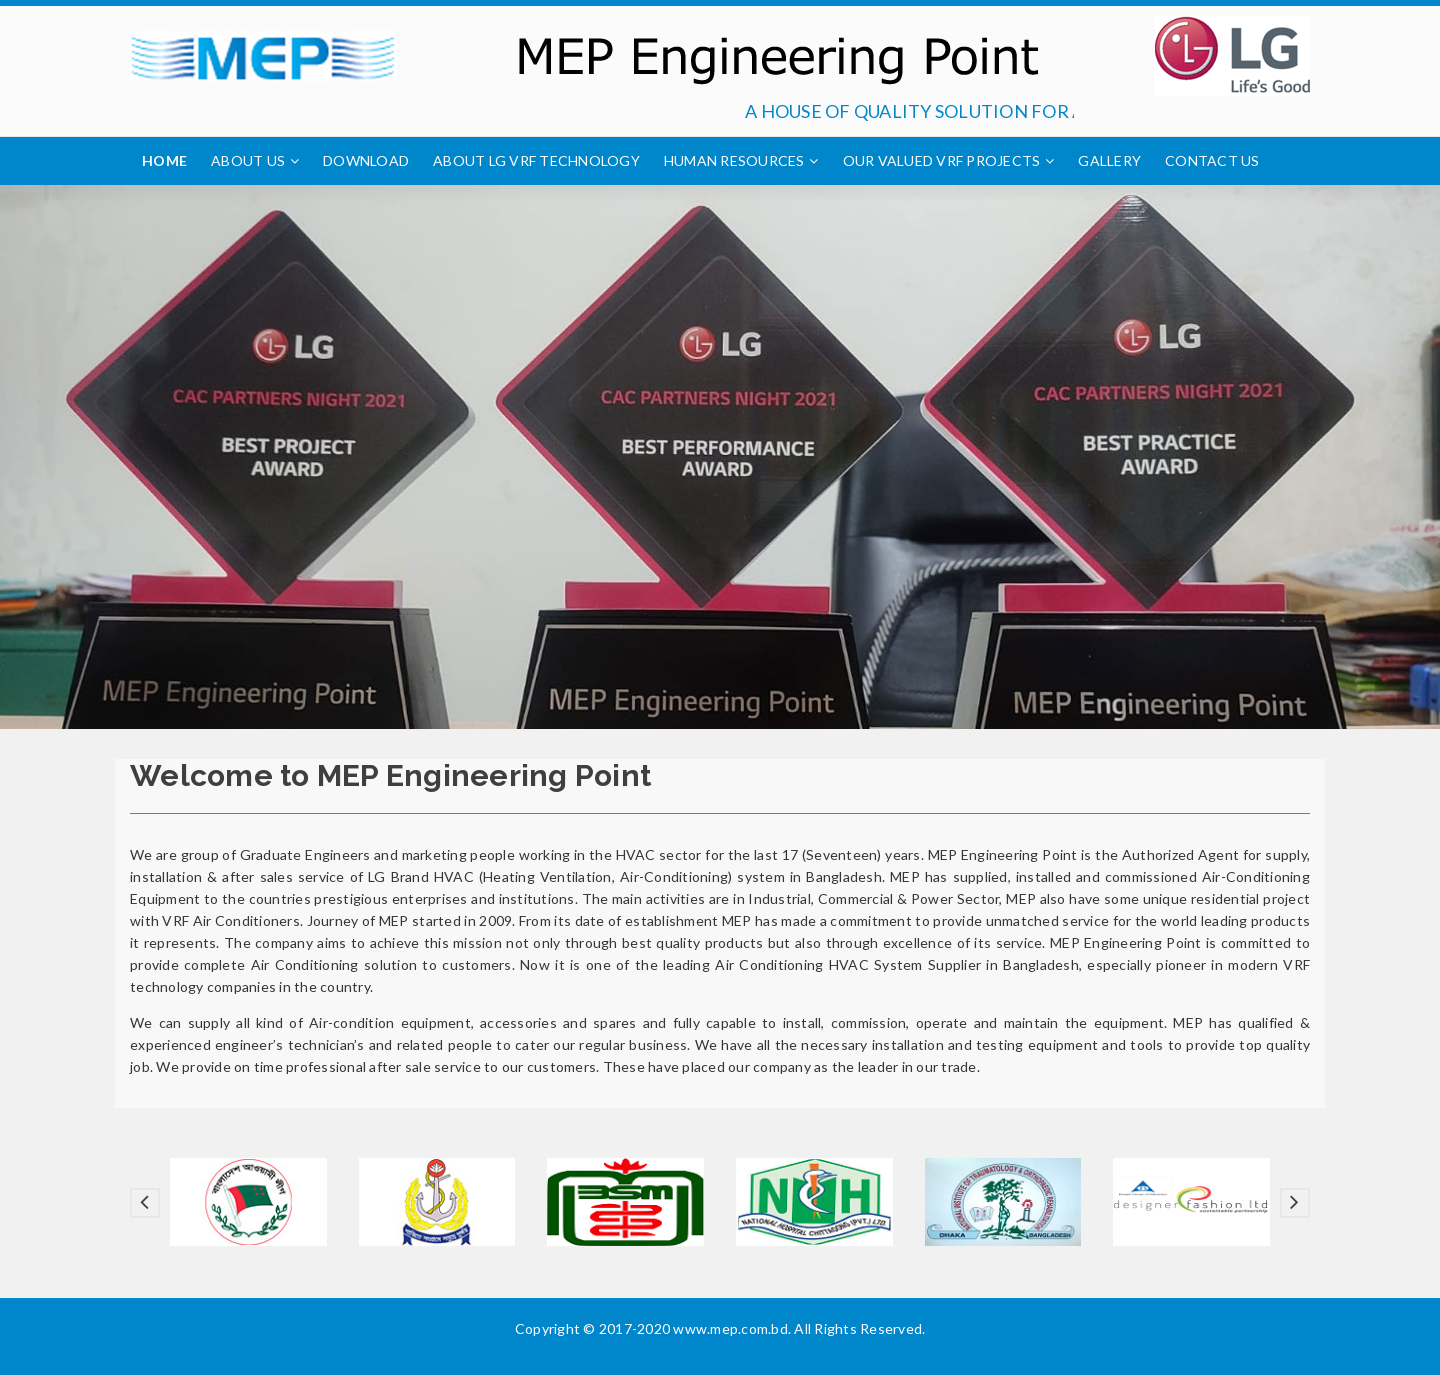 MEP
MEP Engineering Point
LG
Life's Good
A HOUSE OF QUALITY SOLUTION FOR
HOME ABOUT US DOWNLOAD ABOUT LG VRF TECHNOLOGY HUMAN RESOURCES OUR VALUED VRF PROJECTS GALLERY CONTACT US
LG
CAC PARTNERS NIGHT 2021
BEST PROJECT
AWARD
MEP Engineering Point
LG
CAC PARTNERS NIGHT 2021
BEST PERFORMANCE
AWARD
MEP Engineering Point
LG
CAC PARTNERS NIGHT 2021
BEST PRACTICE
AWARD
MEP Engineering Point
Welcome to MEP Engineering Point
We are group of Graduate Engineers and marketing people working in the HVAC sector for the last 17 (Seventeen) years. MEP Engineering Point is the Authorized Agent for supply,
installation & after sales service of LG Brand HVAC (Heating Ventilation, Air-Conditioning) system in Bangladesh. MEP has supplied, installed and commissioned Air-Conditioning
Equipment to the countries prestigious enterprises and institutions. The main activities are in Industrial, Commercial & Power Sector, MEP also have some unique residential project
with VRF Air Conditioners. Journey of MEP started in 2009. From its date of establishment MEP has made a commitment to provide unmatched service for the world leading products
it represents. The company aims to achieve this mission not only through best quality products but also through excellence of its service. MEP Engineering Point is committed to
provide complete Air Conditioning solution to customers. Now it is one of the leading Air Conditioning HVAC System Supplier in Bangladesh, especially pioneer in modern VRF
technology companies in the country.
We can supply all kind of Air-condition equipment, accessories and spares and fully capable to install, commission, operate and maintain the equipment. MEP has qualified &
experienced engineer’s technician’s and related people to cater our regular business. We have all the necessary installation and testing equipment and tools to provide top quality
job. We provide on time professional after sale service to our customers. These have placed our company as the leader in our trade.
বাংলাদেশ আওয়ামী লীগ
BSM
NATIONAL HOSPITAL CHITTAGONG (PVT.) LTD.
NATIONAL INSTITUTE OF TRAUMATOLOGY & ORTHOPAEDIC REHABILITATION
DHAKA BANGLADESH
designer fashion ltd
sustainable partnership
Copyright © 2017-2020 www.mep.com.bd. All Rights Reserved.